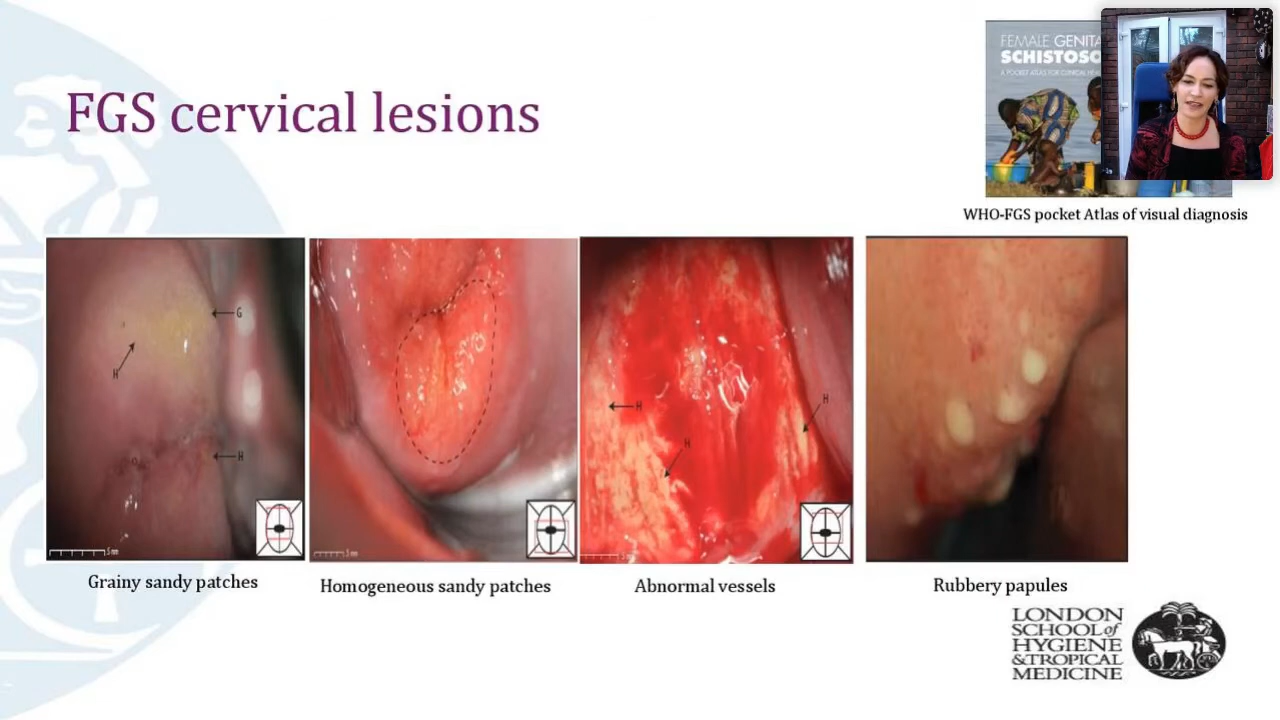 FGS cervical lesions
FEMALE GENITA
SCHISTOSO
A POCKET ATLAS FOR CLINICAL HEA
WHO-FGS pocket Atlas of visual diagnosis
G
H
H
H
H
H
Grainy sandy patches
Homogeneous sandy patches
Abnormal vessels
Rubbery papules
LONDON
SCHOOL of
HYGIENE
&TROPICAL
MEDICINE